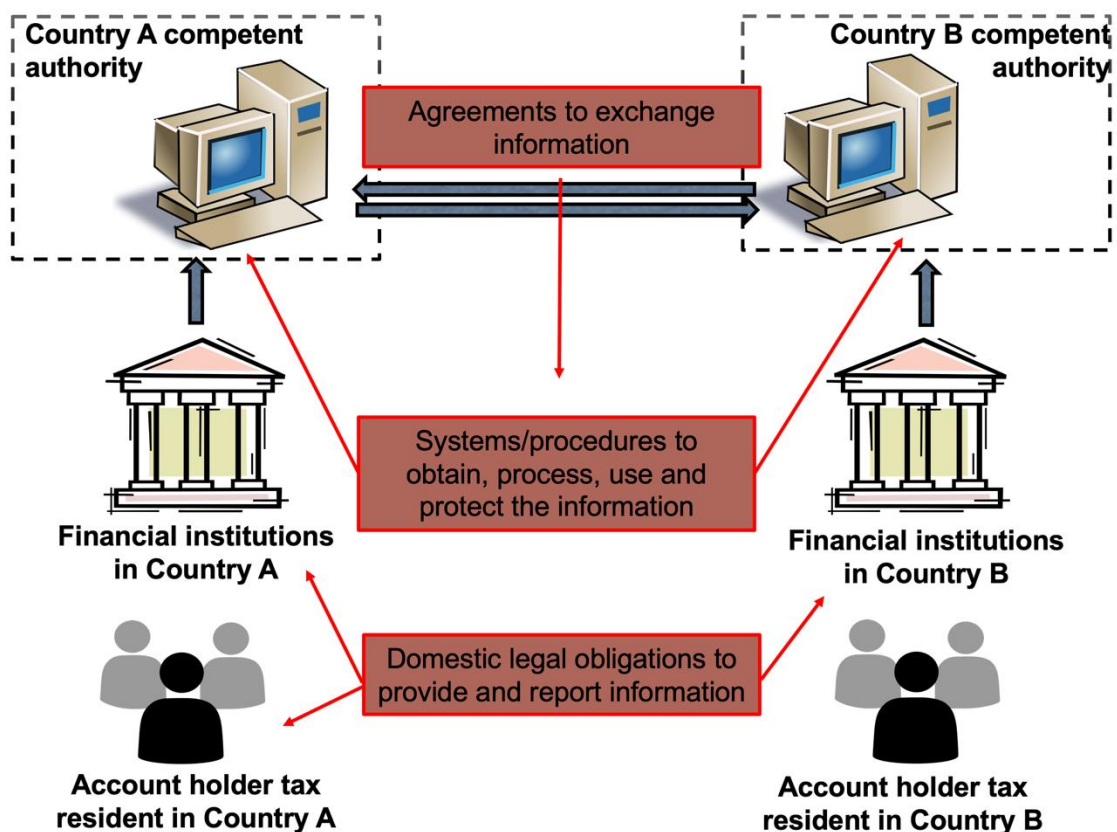 Country A competent
authority
Country B competent
authority
Agreements to exchange
information
Systems/procedures to
obtain, process, use and
protect the information
Financial institutions
in Country A
Financial institutions
in Country B
Domestic legal obligations to
provide and report information
Account holder tax
resident in Country A
Account holder tax
resident in Country B